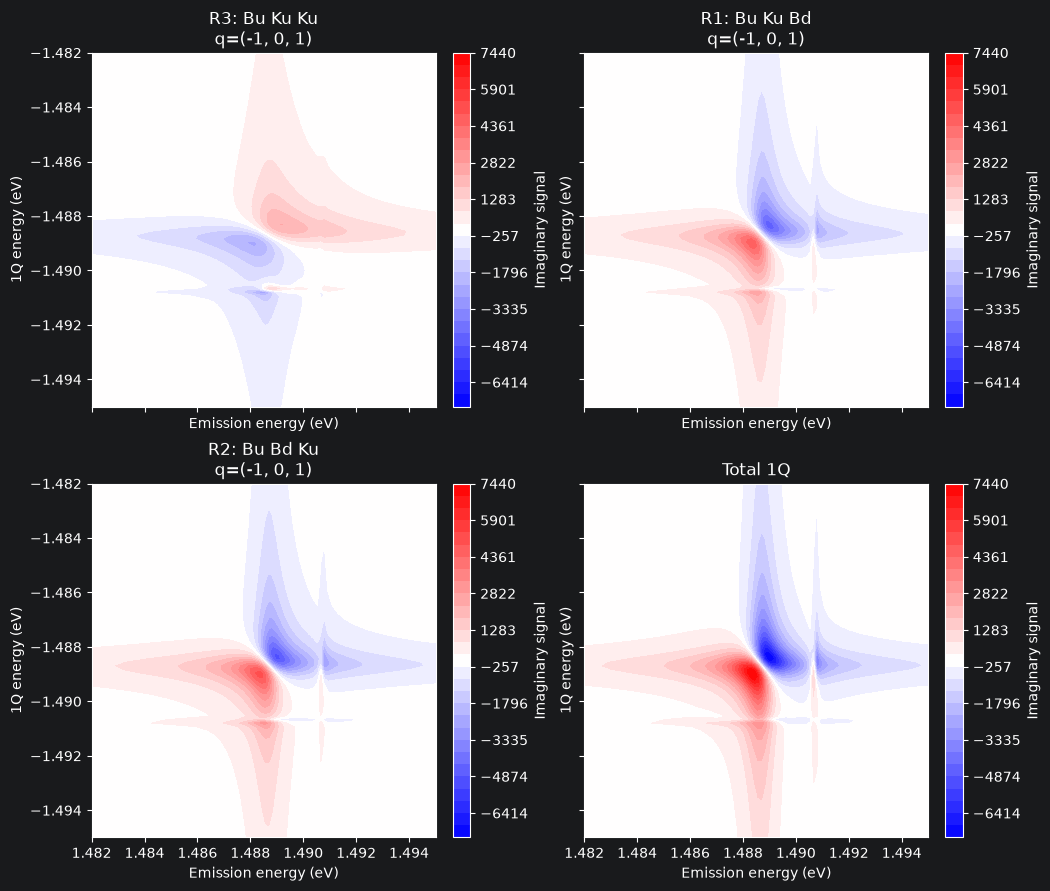 R3: Bu Ku Ku
q=(-1, 0, 1)
−1.482
−1.484
−1.486
−1.488
−1.490
−1.492
−1.494
1Q energy (eV)
Emission energy (eV)
7440
5901
4361
2822
1283
−257
−1796
−3335
−4874
−6414
Imaginary signal
R1: Bu Ku Bd
q=(-1, 0, 1)
1Q energy (eV)
Emission energy (eV)
7440
5901
4361
2822
1283
−257
−1796
−3335
−4874
−6414
Imaginary signal
R2: Bu Bd Ku
q=(-1, 0, 1)
−1.482
−1.484
−1.486
−1.488
−1.490
−1.492
−1.494
1Q energy (eV)
1.482 1.484 1.486 1.488 1.490 1.492 1.494
Emission energy (eV)
7440
5901
4361
2822
1283
−257
−1796
−3335
−4874
−6414
Imaginary signal
Total 1Q
1Q energy (eV)
1.482 1.484 1.486 1.488 1.490 1.492 1.494
Emission energy (eV)
7440
5901
4361
2822
1283
−257
−1796
−3335
−4874
−6414
Imaginary signal